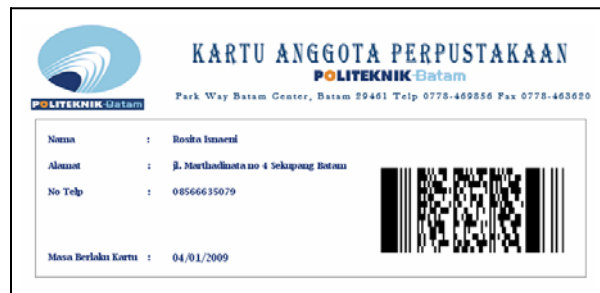 KARTU ANGGOTA PERPUSTAKAAN
POLITEKNIK-Batam
Park Way Batam Center, Batam 29461 Telp 0778-469856 Fax 0778-463620
POLITEKNIK-Batam
Nama : Rosita Isnaeni
Alamat : jl. Marthadinata no 4 Sekupang Batam
No Telp : 08566635079
Masa Berlaku Kartu : 04/01/2009